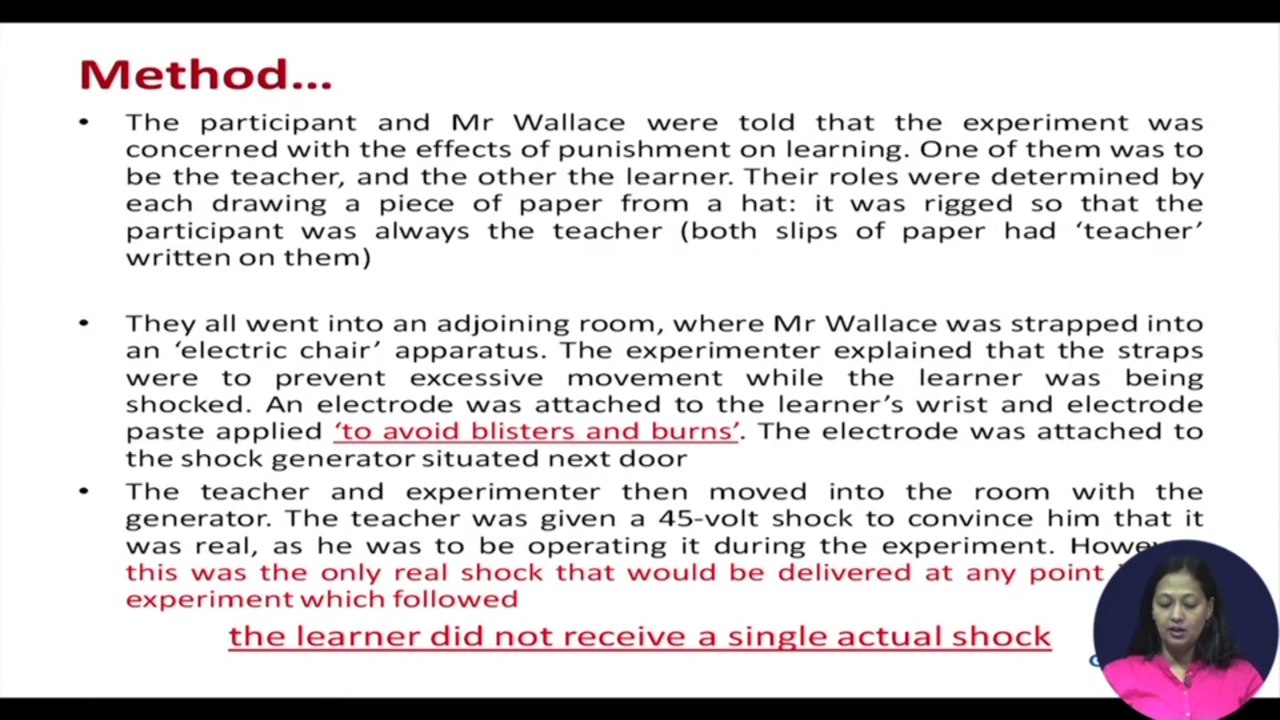 Method...
• The participant and Mr Wallace were told that the experiment was
concerned with the effects of punishment on learning. One of them was to
be the teacher, and the other the learner. Their roles were determined by
each drawing a piece of paper from a hat: it was rigged so that the
participant was always the teacher (both slips of paper had ‘teacher’
written on them)
• They all went into an adjoining room, where Mr Wallace was strapped into
an ‘electric chair’ apparatus. The experimenter explained that the straps
were to prevent excessive movement while the learner was being
shocked. An electrode was attached to the learner’s wrist and electrode
paste applied ‘to avoid blisters and burns’. The electrode was attached to
the shock generator situated next door
• The teacher and experimenter then moved into the room with the
generator. The teacher was given a 45-volt shock to convince him that it
was real, as he was to be operating it during the experiment.
this was the only real shock that would be delivered at any point
experiment which followed
the learner did not receive a single actual shock